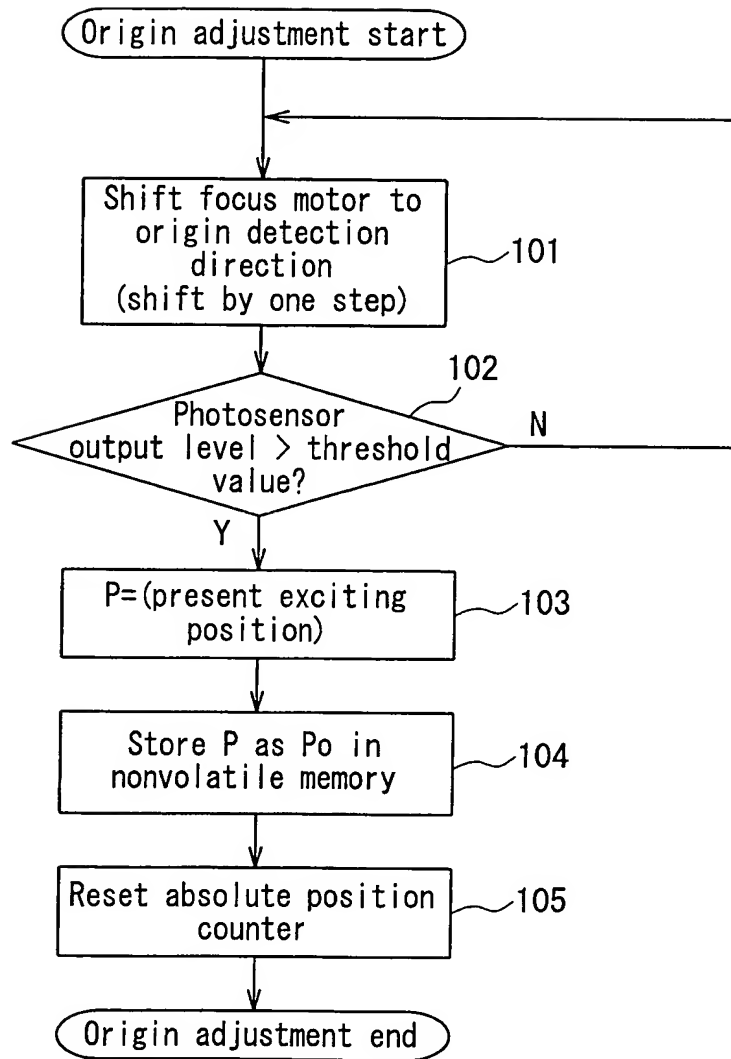 Origin adjustment start
Shift focus motor to
origin detection
direction
(shift by one step)
101
102
Photosensor
output level > threshold
value?
N
Y
P=(present exciting
position)
103
Store P as Po in
nonvolatile memory
104
Reset absolute position
counter
105
Origin adjustment end